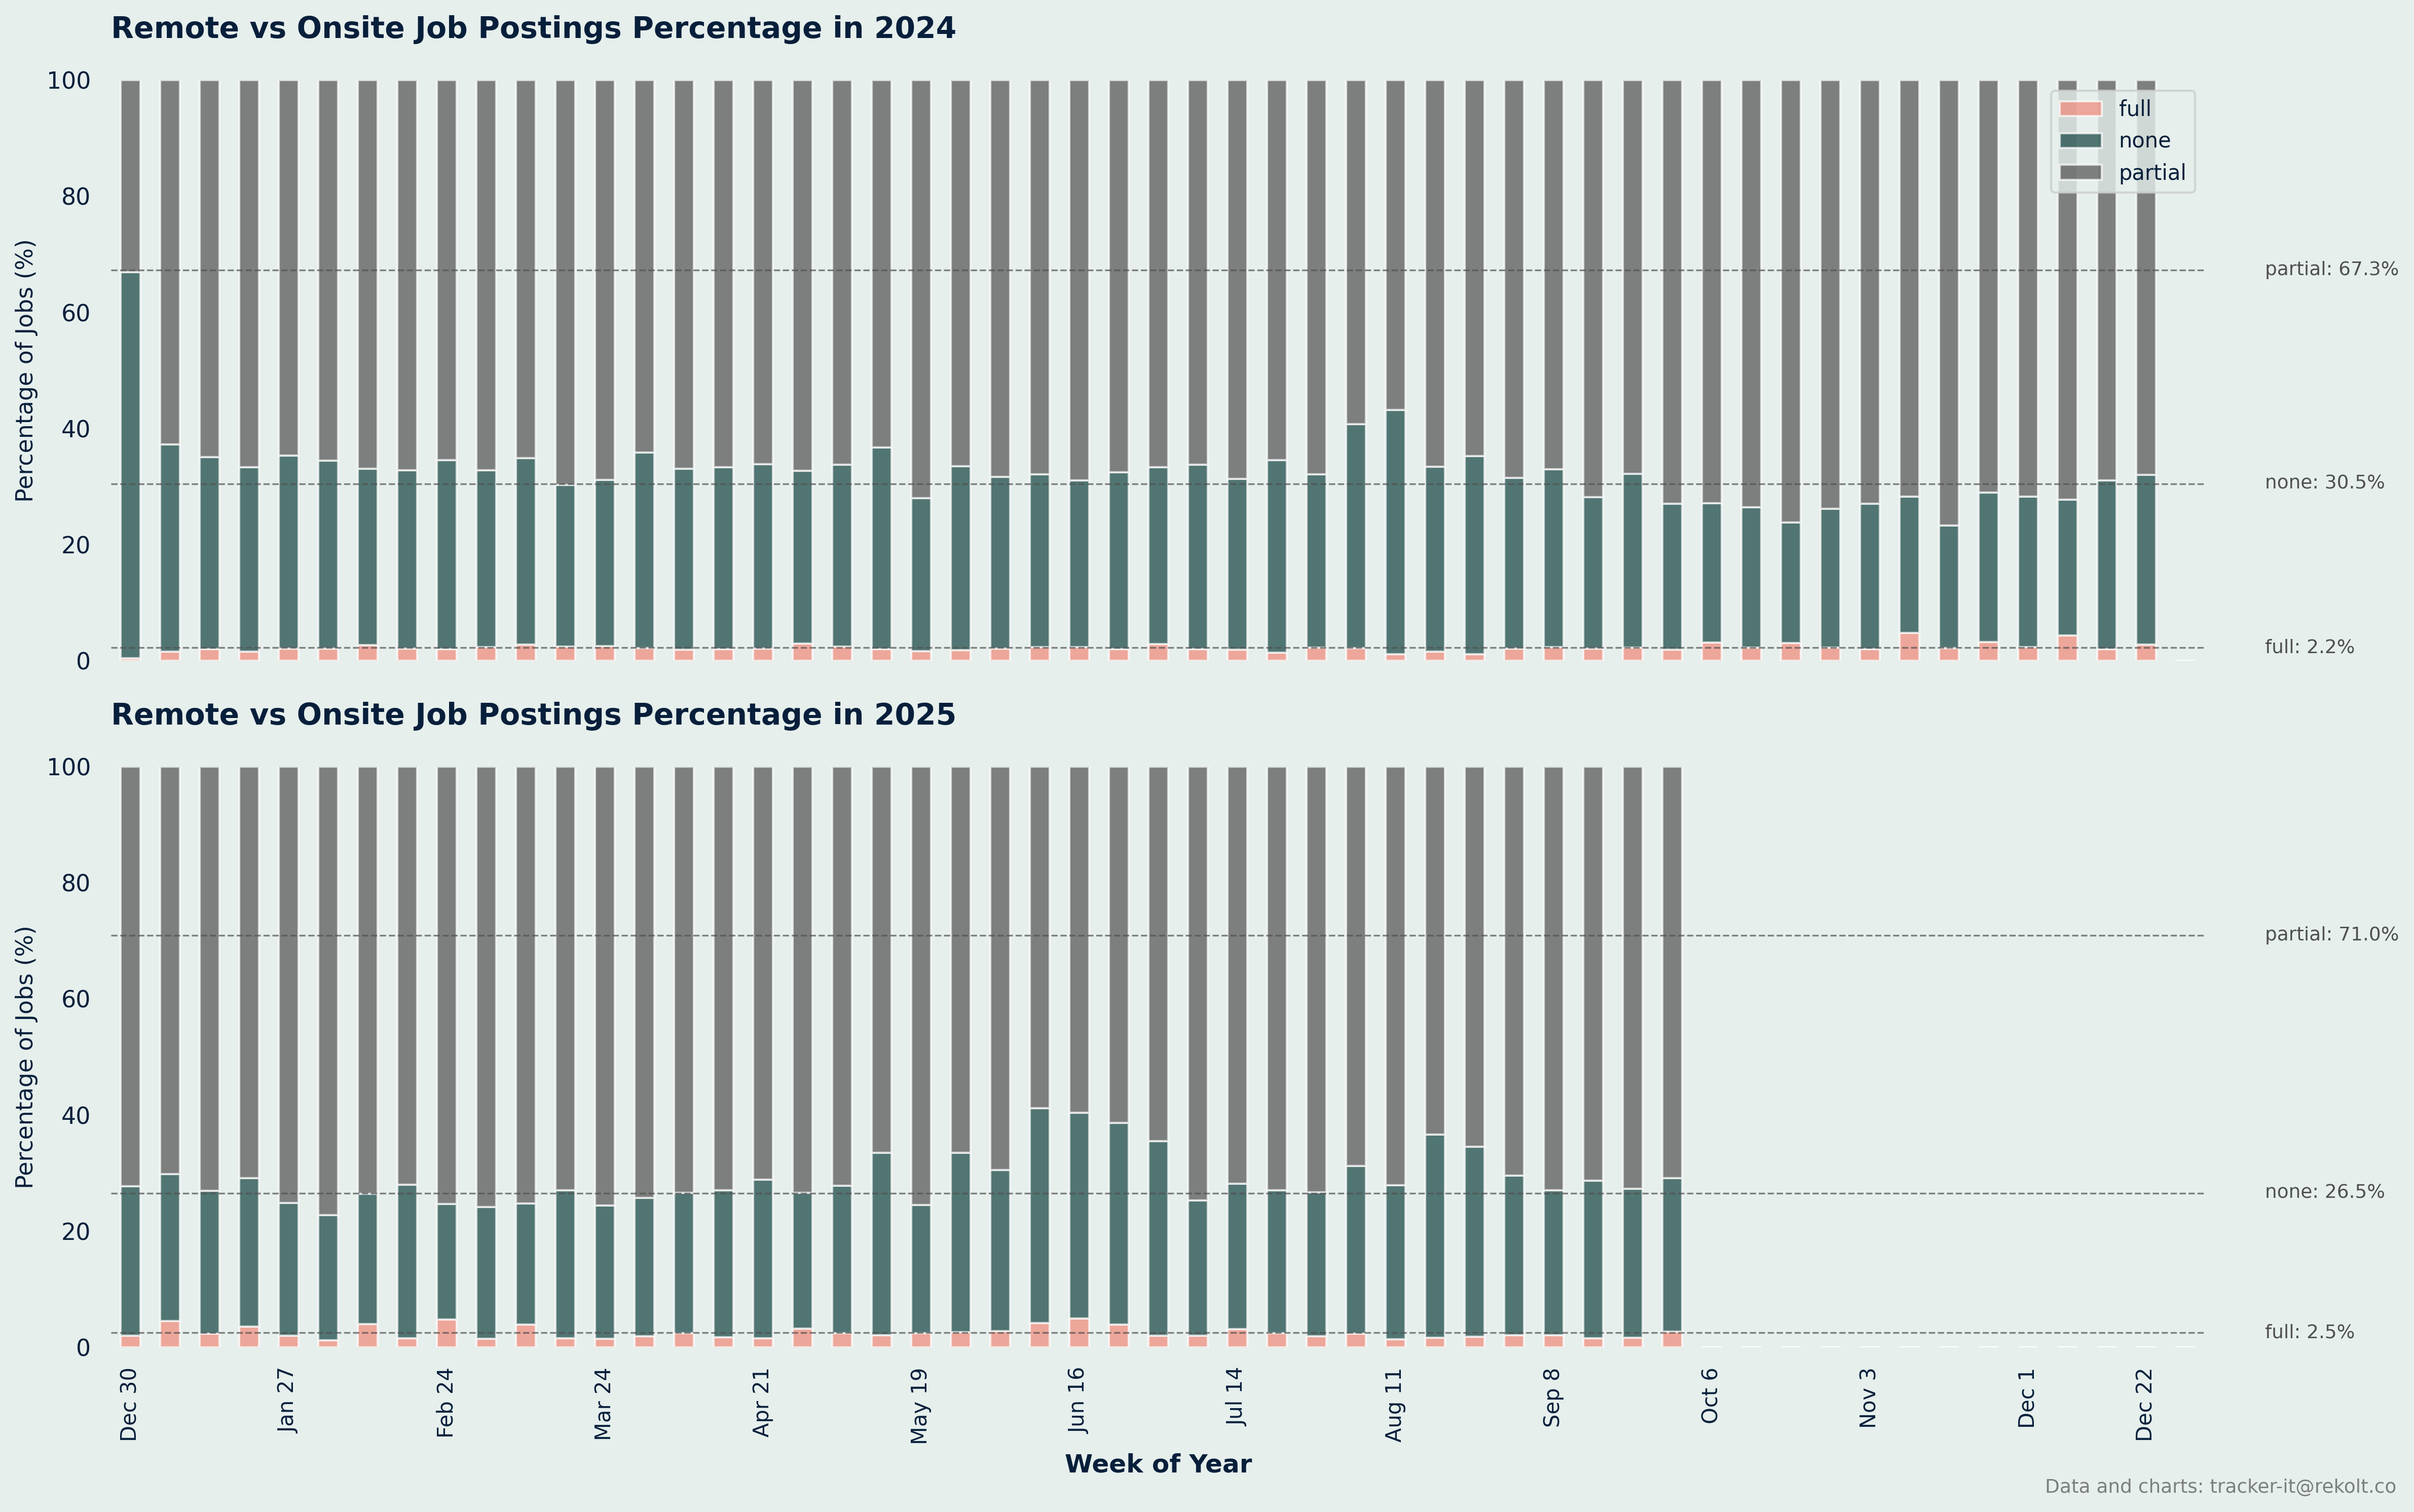 Remote vs Onsite Job Postings Percentage in 2024
Percentage of Jobs (%)
100
80
60
40
20
0
full
none
partial
partial: 67.3%
none: 30.5%
full: 2.2%
Remote vs Onsite Job Postings Percentage in 2025
Percentage of Jobs (%)
100
80
60
40
20
0
partial: 71.0%
none: 26.5%
full: 2.5%
Dec 30
Jan 27
Feb 24
Mar 24
Apr 21
May 19
Jun 16
Jul 14
Aug 11
Sep 8
Oct 6
Nov 3
Dec 1
Dec 22
Week of Year
Data and charts: tracker-it@rekolt.co